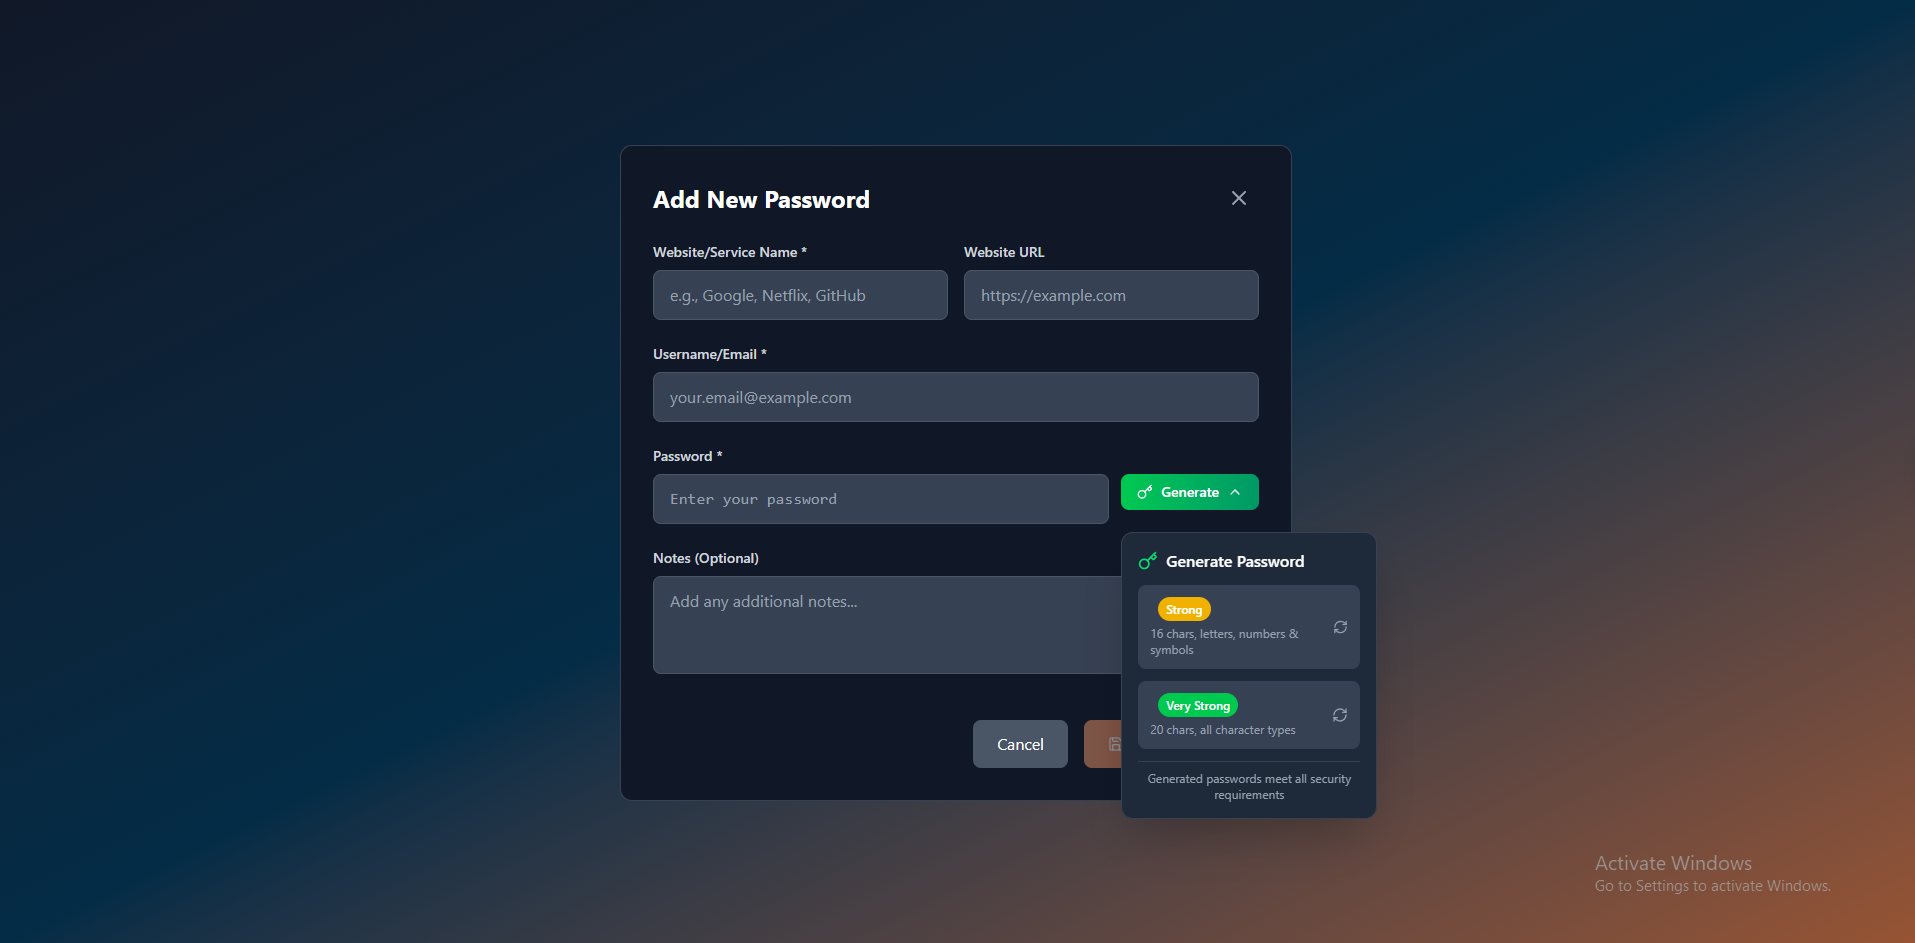 Add New Password
Website/Service Name *
Website URL
e.g., Google, Netflix, GitHub
https://example.com
Username/Email *
your.email@example.com
Password *
Enter your password
Generate
Notes (Optional)
Add any additional notes...
Generate Password
Strong
16 chars, letters, numbers &
symbols
Very Strong
20 chars, all character types
Generated passwords meet all security
requirements
Cancel
Activate Windows
Go to Settings to activate Windows.